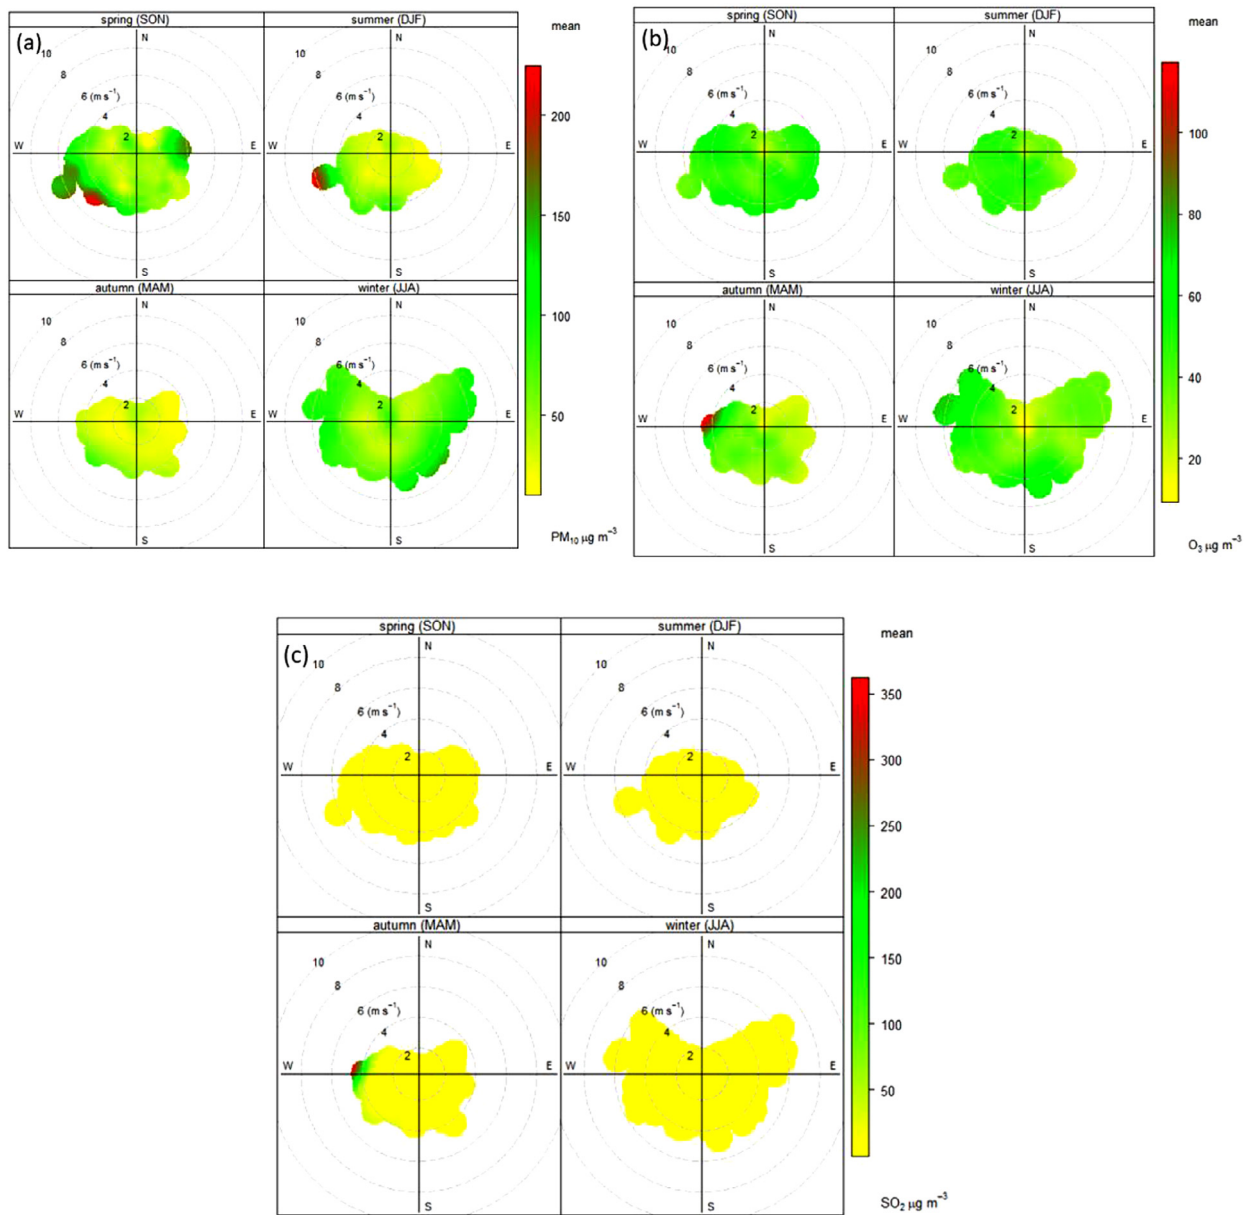 (a)
spring (SON)
summer (DJF)
mean
N
N
10
10
8
8
6 (m s⁻¹)
6 (m s⁻¹)
4
4
2
2
W
E
W
E
S
S
autumn (MAM)
winter (JJA)
N
N
10
10
8
8
6 (m s⁻¹)
6 (m s⁻¹)
4
4
2
2
W
E
W
E
S
S
200
150
100
50
PM₁₀ µg m⁻³
(b)
spring (SON)
summer (DJF)
mean
N
N
10
10
8
8
6 (m s⁻¹)
6 (m s⁻¹)
4
4
2
2
W
E
W
E
S
S
autumn (MAM)
winter (JJA)
N
N
10
10
8
8
6 (m s⁻¹)
6 (m s⁻¹)
4
4
2
2
W
E
W
E
S
S
100
80
60
40
20
O₃ µg m⁻³
(c)
spring (SON)
summer (DJF)
mean
N
N
10
10
8
8
6 (m s⁻¹)
6 (m s⁻¹)
4
4
2
2
W
E
W
E
S
S
autumn (MAM)
winter (JJA)
N
N
10
10
8
8
6 (m s⁻¹)
6 (m s⁻¹)
4
4
2
2
W
E
W
E
S
S
350
300
250
200
150
100
50
SO₂ µg m⁻³